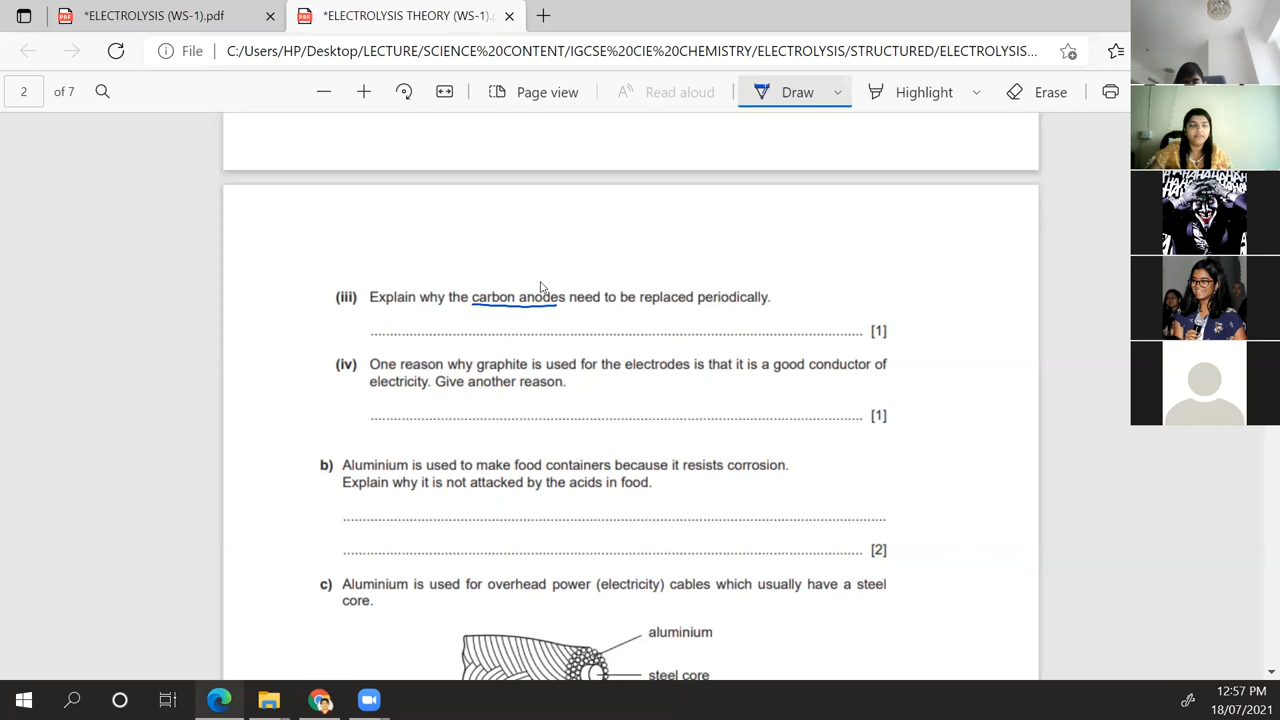 *ELECTROLYSIS (WS-1).pdf
*ELECTROLYSIS THEORY (WS-1).p
File
C:/Users/HP/Desktop/LECTURE/SCIENCE%20CONTENT/IGCSE%20CIE%20CHEMISTRY/ELECTROLYSIS/STRUCTURED/ELECTROLYSIS...
2 of 7
Page view
Read aloud
Draw
Highlight
Erase
(iii) Explain why the carbon anodes need to be replaced periodically.
[1]
(iv) One reason why graphite is used for the electrodes is that it is a good conductor of
electricity. Give another reason.
[1]
b) Aluminium is used to make food containers because it resists corrosion.
Explain why it is not attacked by the acids in food.
[2]
c) Aluminium is used for overhead power (electricity) cables which usually have a steel
core.
aluminium
steel core
12:57 PM
18/07/2021